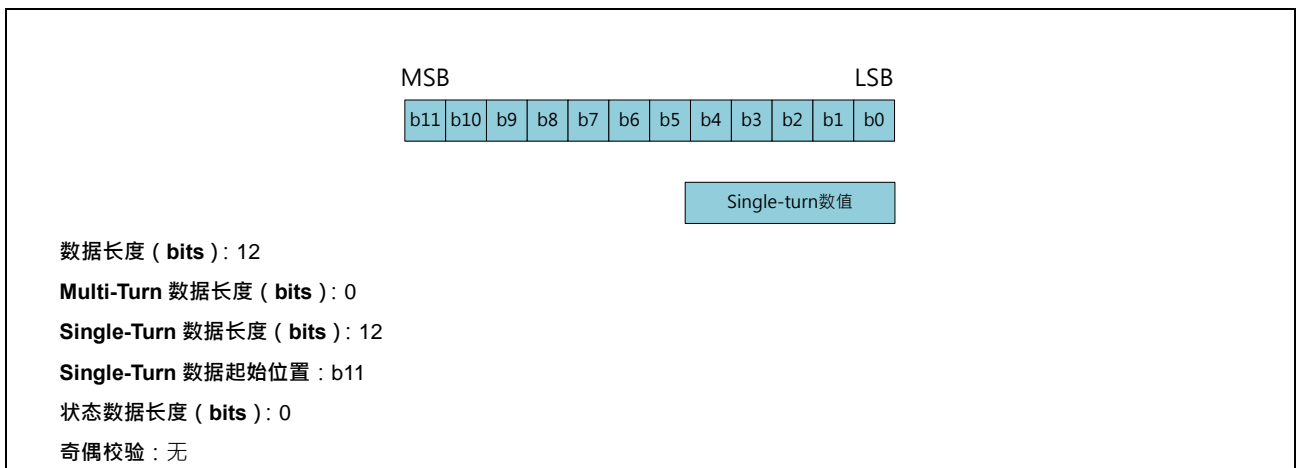 MSB LSB
b11 b10 b9 b8 b7 b6 b5 b4 b3 b2 b1 b0
Single-turn数值
数据长度（bits）：12
Multi-Turn 数据长度（bits）：0
Single-Turn 数据长度（bits）：12
Single-Turn 数据起始位置：b11
状态数据长度（bits）：0
奇偶校验：无